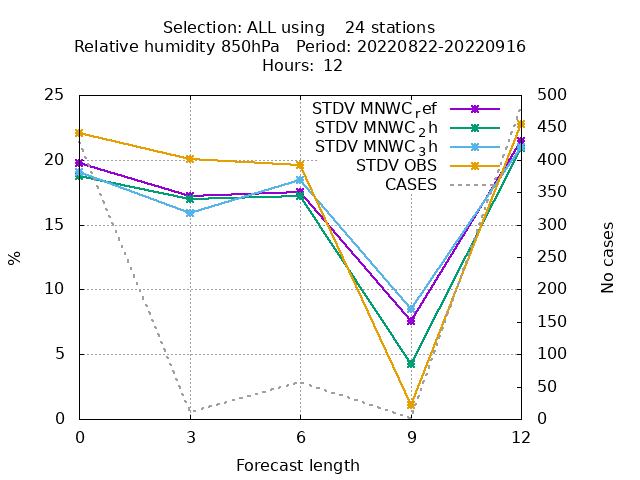 Selection: ALL using    24 stations
Relative humidity 850hPa   Period: 20220822-20220916
Hours: 12
STDV MNWC_ref
STDV MNWC_2h
STDV MNWC_3h
STDV OBS
CASES
25
20
15
10
5
0
500
450
400
350
300
250
200
150
100
50
0
%
No cases
0 3 6 9 12
Forecast length